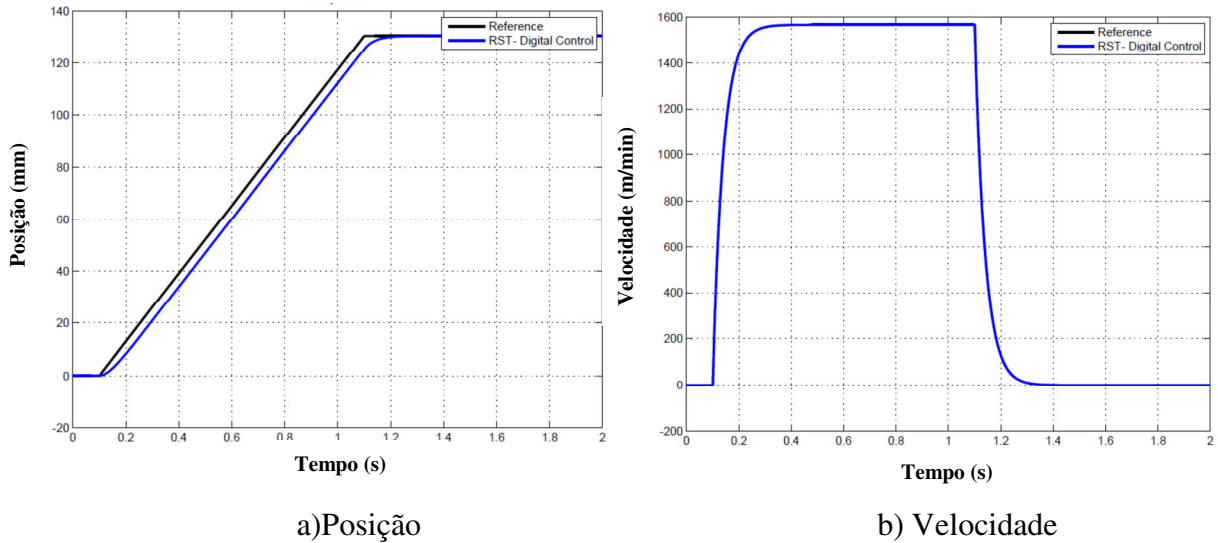 140
120
100
80
60
40
20
0
-20
Posição (mm)
Reference
RST- Digital Control
0 0.2 0.4 0.6 0.8 1 1.2 1.4 1.6 1.8 2
Tempo (s)
a)Posição
1600
1400
1200
1000
800
600
400
200
0
-200
Velocidade (m/min)
Reference
RST- Digital Control
0 0.2 0.4 0.6 0.8 1 1.2 1.4 1.6 1.8 2
Tempo (s)
b) Velocidade